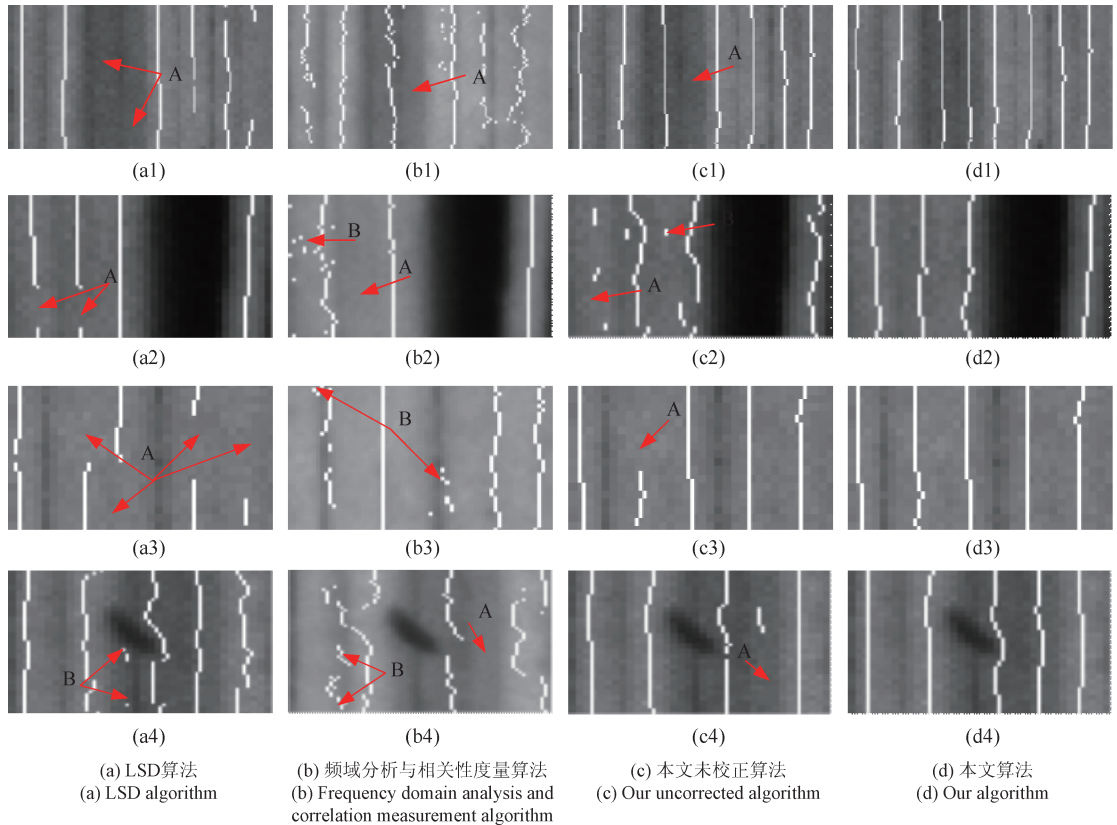 A
A
A
(a1)
(b1)
(c1)
(d1)
A
B
A
B
A
(a2)
(b2)
(c2)
(d2)
A
B
A
(a3)
(b3)
(c3)
(d3)
B
A
B
A
(a4)
(b4)
(c4)
(d4)
(a) LSD算法
(b) 频域分析与相关性度量算法
(c) 本文未校正算法
(d) 本文算法
(a) LSD algorithm
(b) Frequency domain analysis and
correlation measurement algorithm
(c) Our uncorrected algorithm
(d) Our algorithm